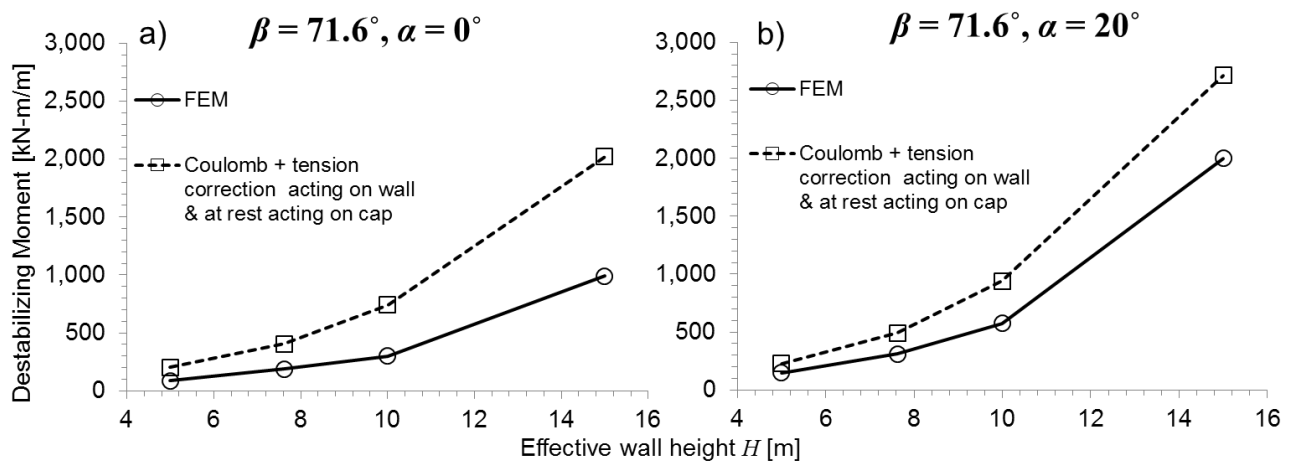 a) β = 71.6°, α = 0°
3,000
2,500
2,000
1,500
1,000
500
0
Destabilizing Moment [kN-m/m]
FEM
Coulomb + tension
correction acting on wall
& at rest acting on cap
4 6 8 10 12 14 16
b) β = 71.6°, α = 20°
3,000
2,500
2,000
1,500
1,000
500
0
FEM
Coulomb + tension
correction acting on wall
& at rest acting on cap
4 6 8 10 12 14 16
Effective wall height H [m]